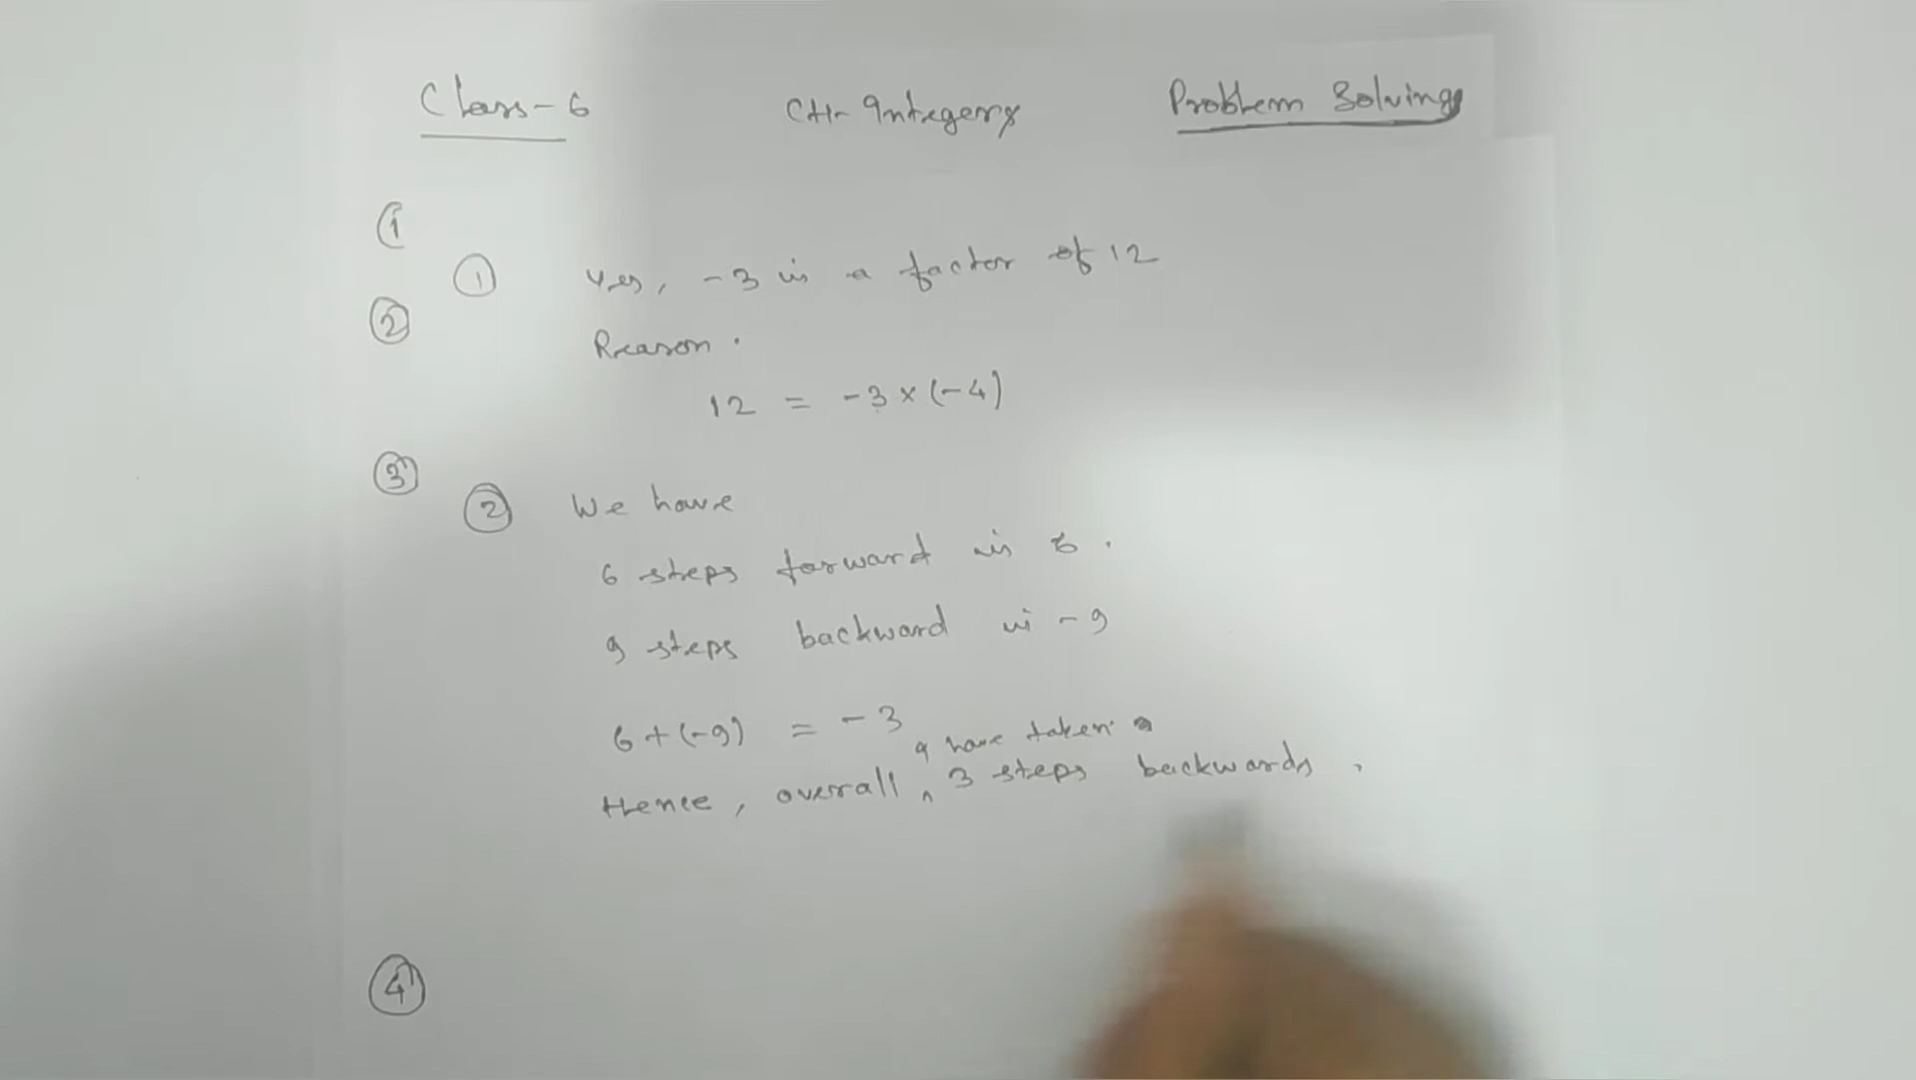 Class-6 CH- Integers Problem Solving
①
① Yes, -3 is a factor of 12
②
Reason.
12 = -3 × (-4)
③
② We have
6 steps forward is 6.
9 steps backward is -9
6+(-9) = -3
I have taken
Hence, overall ^ 3 steps backwards.
④